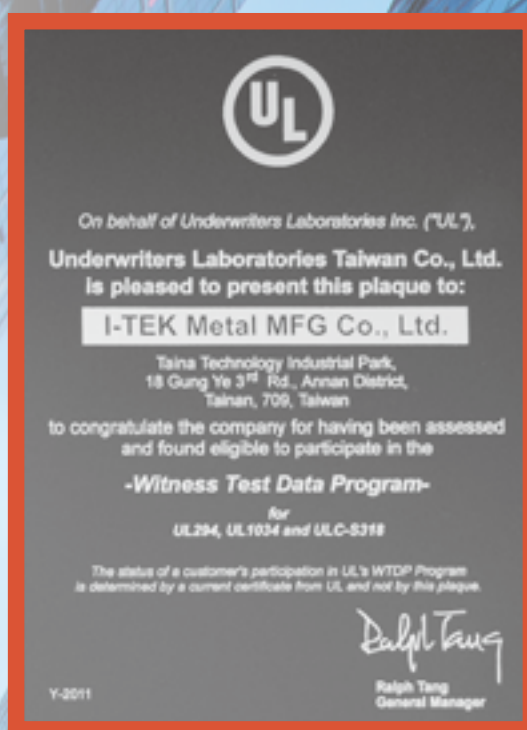 UL
On behalf of Underwriters Laboratories Inc. ("UL"),
Underwriters Laboratories Taiwan Co., Ltd.
is pleased to present this plaque to:
I-TEK Metal MFG Co., Ltd.
Taina Technology Industrial Park,
18 Gung Ye 3rd Rd., Annan District,
Tainan, 709, Taiwan
to congratulate the company for having been assessed
and found eligible to participate in the
-Witness Test Data Program-
for
UL294, UL1034 and ULC-S318
The status of a customer's participation in UL's WTDP Program
is determined by a current certificate from UL and not by this plaque.
Ralph Tang
Y-2011
Ralph Tang
General Manager